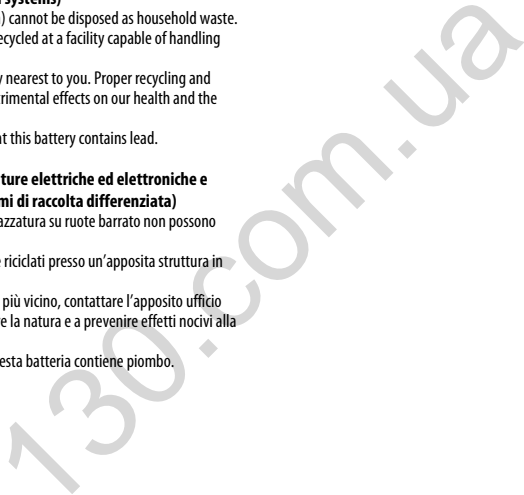 systems)
) cannot be disposed as household waste.
ecycled at a facility capable of handling
y nearest to you. Proper recycling and
trimental effects on our health and the
at this battery contains lead.
ture elettriche ed elettroniche e
mi di raccolta differenziata)
azzatura su ruote barrato non possono
e riciclati presso un’apposita struttura in
più vicino, contattare l’apposito ufficio
e la natura e a prevenire effetti nocivi alla
esta batteria contiene piombo.
130.com.ua